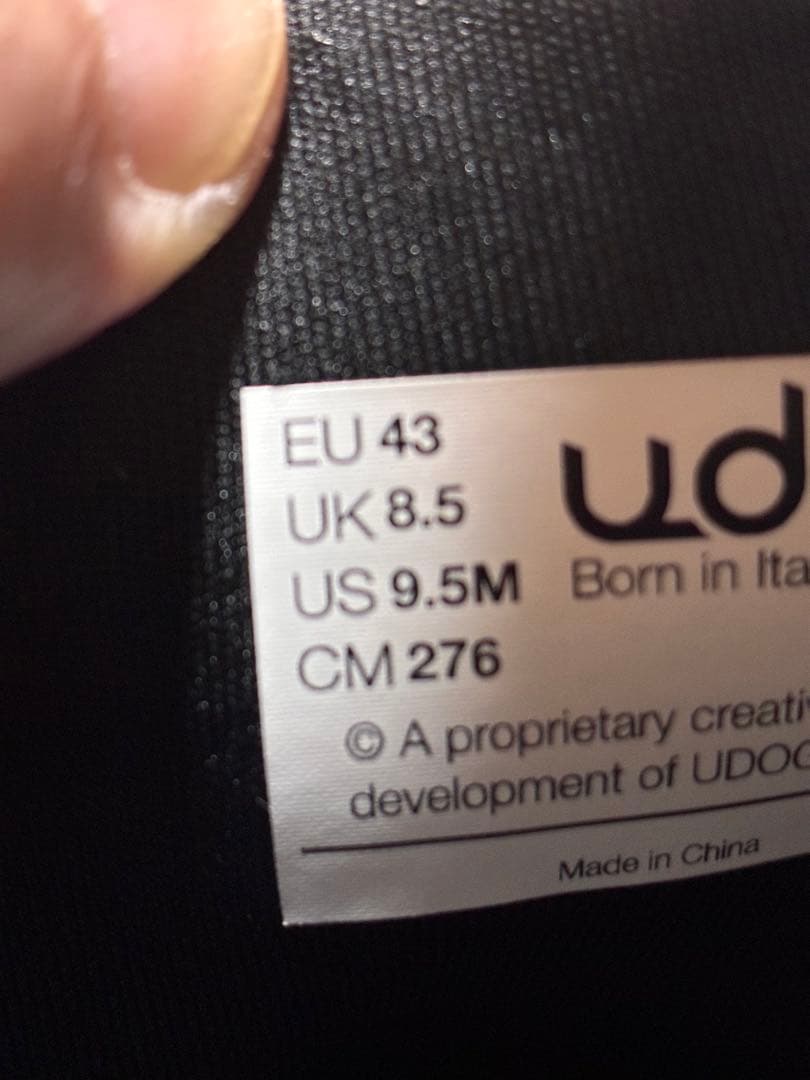 EU 43
UK 8.5
US 9.5M
CM 276
ud
Born in Ita
© A proprietary creati
development of UDOG
Made in China